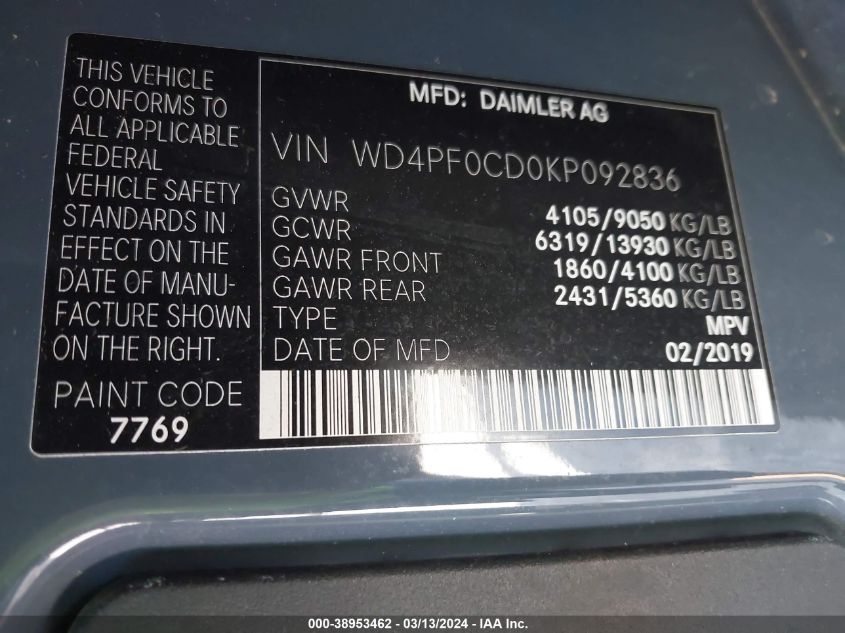 THIS VEHICLE
CONFORMS TO
ALL APPLICABLE
FEDERAL
VEHICLE SAFETY
STANDARDS IN
EFFECT ON THE
DATE OF MANU-
FACTURE SHOWN
ON THE RIGHT.
PAINT CODE
7769
MFD: DAIMLER AG
VIN WD4PF0CD0KP092836
GVWR 4105/9050 KG/LB
GCWR 6319/13930 KG/LB
GAWR FRONT 1860/4100 KG/LB
GAWR REAR 2431/5360 KG/LB
TYPE MPV
DATE OF MFD 02/2019
000-38953462 - 03/13/2024 - IAA Inc.